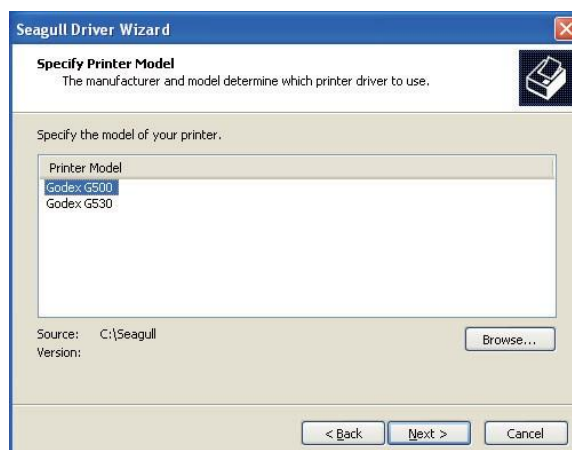 Seagull Driver Wizard
Specify Printer Model
The manufacturer and model determine which printer driver to use.
Specify the model of your printer.
Printer Model
Godex G500
Godex G530
Source: C:\Seagull
Browse...
Version:
< Back Next > Cancel